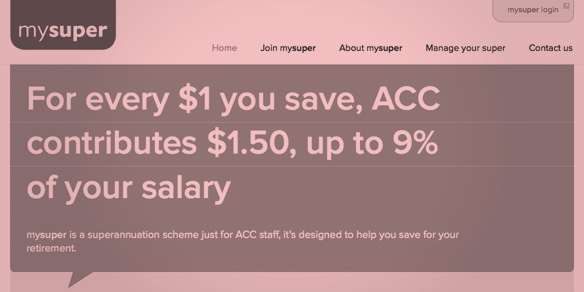 mysuper login
mysuper
Home Join mysuper About mysuper Manage your super Contact us
For every $1 you save, ACC
contributes $1.50, up to 9%
of your salary
mysuper is a superannuation scheme just for ACC staff, it's designed to help you save for your
retirement.